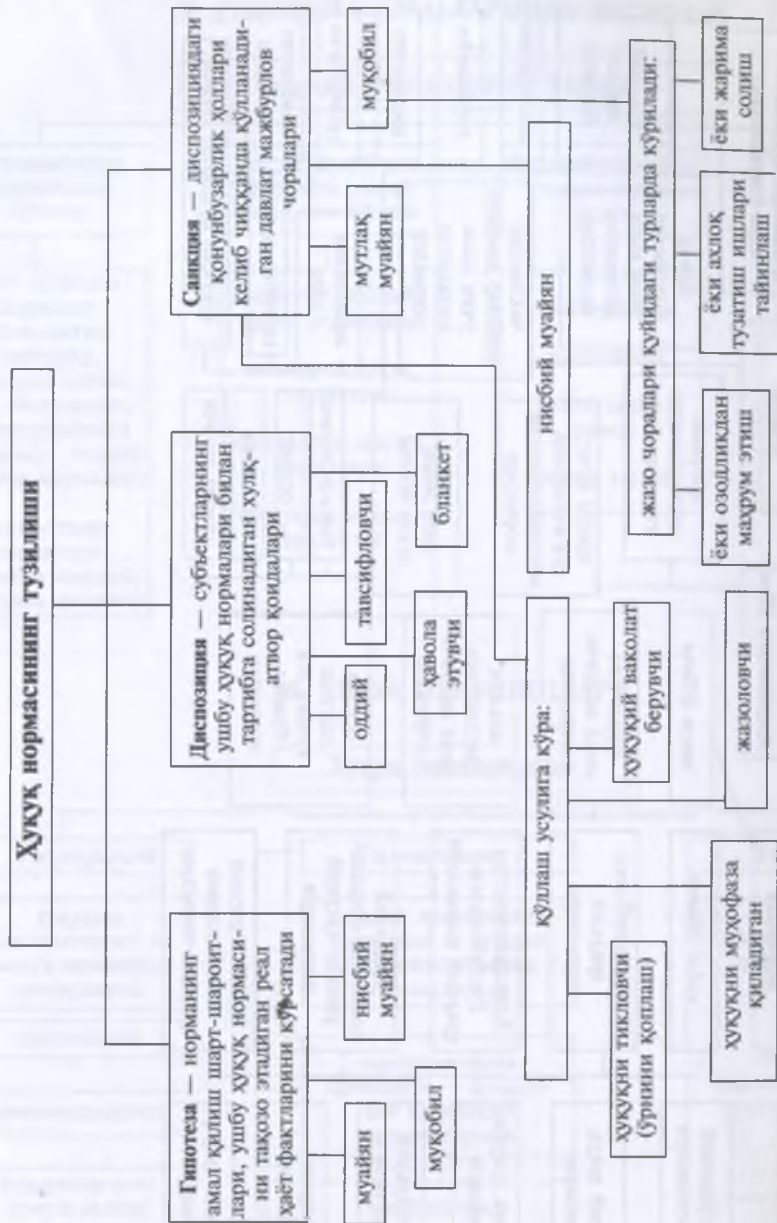 Ҳуқуқ нормасининг тузилиши
Гипотеза — норманинг
амал қилиш шарт-шароит-
лари, ушбу ҳуқуқ нормаси-
ни тақозо этадиган реал
ҳаёт фактларини кўрсатади
муайян
муқобил
нисбий
муайян
Диспозиция — субъектларнинг
ушбу ҳуқуқ нормалари билан
тартибга солинадиган хулқ-
атвор қоидалари
оддий
ҳавола
этувчи
тавсифловчи
бланкет
Санкция — диспозициядаги
қонунбузарлик ҳоллари
келиб чиққанда қўлланади-
ган давлат мажбурлов
чоралари
мутлақ
муайян
муқобил
нисбий муайян
қўллаш усулига кўра:
ҳуқуқни тикловчи
(ўрнини қоплаш)
ҳуқуқни муҳофаза
қиладиган
жазоловчи
ҳуқуқий ваколат
берувчи
жазо чоралари қуйидаги турларда кўрилади:
ёки озодликдан
маҳрум этиш
ёки ахлоқ
тузатиш ишлари
тайинлаш
ёки жарима
солиш